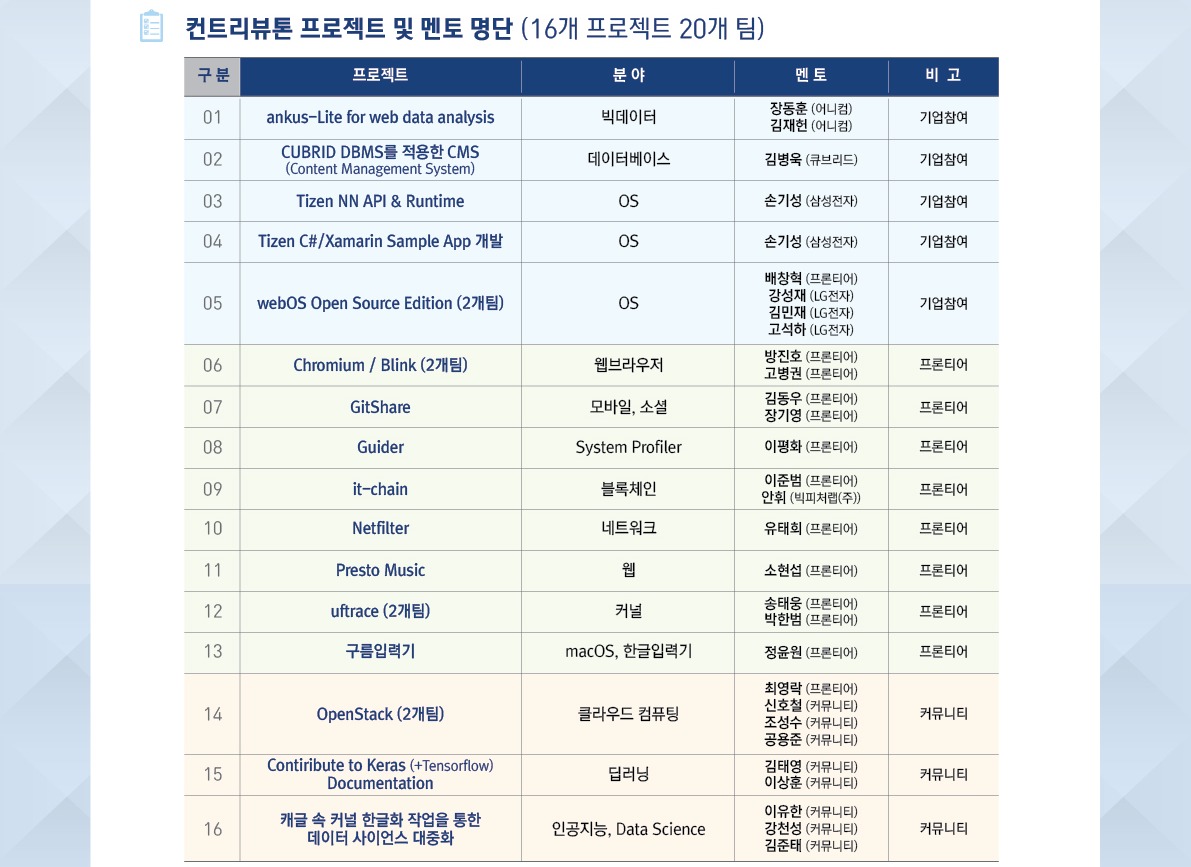 컨트리뷰톤 프로젝트 및 멘토 명단 (16개 프로젝트 20개 팀)
구 분 프로젝트 분 야 멘 토 비 고
01 ankus-Lite for web data analysis 빅데이터 장동훈 (어니컴) 기업참여
김재헌 (어니컴)
02 CUBRID DBMS를 적용한 CMS 데이터베이스 김병욱 (큐브리드) 기업참여
(Content Management System)
03 Tizen NN API & Runtime OS 손기성 (삼성전자) 기업참여
04 Tizen C#/Xamarin Sample App 개발 OS 손기성 (삼성전자) 기업참여
05 webOS Open Source Edition (2개팀) OS 배창혁 (프론티어) 기업참여
강성재 (LG전자)
김민재 (LG전자)
고석하 (LG전자)
06 Chromium / Blink (2개팀) 웹브라우저 방진호 (프론티어) 프론티어
고병권 (프론티어)
07 GitShare 모바일, 소셜 김동우 (프론티어) 프론티어
장기영 (프론티어)
08 Guider System Profiler 이평화 (프론티어) 프론티어
09 it-chain 블록체인 이준범 (프론티어) 프론티어
안휘 (빅피처랩(주))
10 Netfilter 네트워크 유태희 (프론티어) 프론티어
11 Presto Music 웹 소현섭 (프론티어) 프론티어
12 uftrace (2개팀) 커널 송태웅 (프론티어) 프론티어
박한범 (프론티어)
13 구름입력기 macOS, 한글입력기 정윤원 (프론티어) 프론티어
14 OpenStack (2개팀) 클라우드 컴퓨팅 최영락 (프론티어) 커뮤니티
신호철 (커뮤니티)
조성수 (커뮤니티)
공용준 (커뮤니티)
15 Contiribute to Keras (+Tensorflow) 딥러닝 김태영 (커뮤니티) 커뮤니티
Documentation 이상훈 (커뮤니티)
16 캐글 속 커널 한글화 작업을 통한 인공지능, Data Science 이유한 (커뮤니티) 커뮤니티
데이터 사이언스 대중화 강천성 (커뮤니티)
김준태 (커뮤니티)